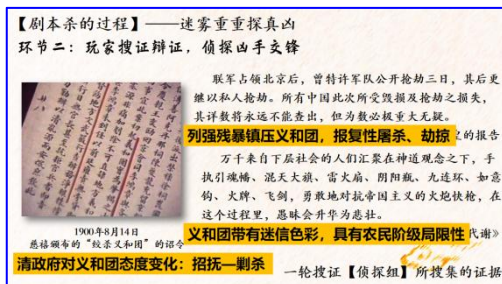 【剧本杀的过程】——迷雾重重探真凶
环节二：玩家搜证辩证，侦探凶手交锋
联军占领北京后，曾特许军队公开抢劫三日，其后更
继以私人抢劫。所有中国此次所受毁损及抢劫之损失，
其详数将永远不能查出，但为数必极重大无疑。
列强残暴镇压义和团，报复性屠杀、劫掠
的报告
万千来自下层社会的人们汇聚在神道观念之下，手
执引魂幡、混天大旗、雷火扇、阴阳瓶、九连环、如意
钩、火牌、飞剑，勇敢地对抗帝国主义的火炮快枪，在
这个过程里，愚昧会升华为悲壮。
1900年8月14日
慈禧颁布的“绞杀义和团”的诏令
义和团带有迷信色彩，具有农民阶级局限性
代谢》
清政府对义和团态度变化：招抚—剿杀
一轮搜证【侦探组】所搜集的证据